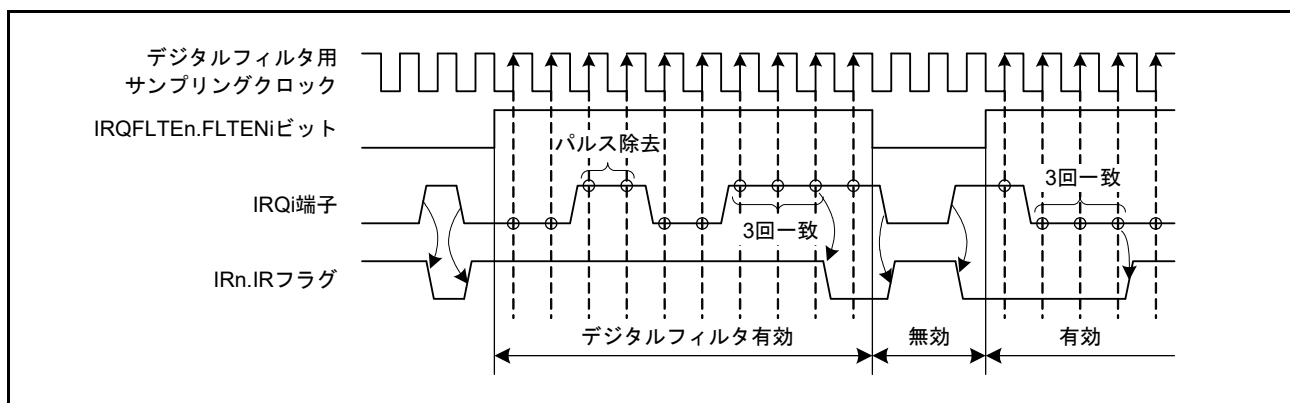 デジタルフィルタ用
サンプリングクロック
IRQFLTEn.FLTENiビット
パルス除去
IRQi端子
3回一致
3回一致
IRn.IRフラグ
デジタルフィルタ有効
無効
有効